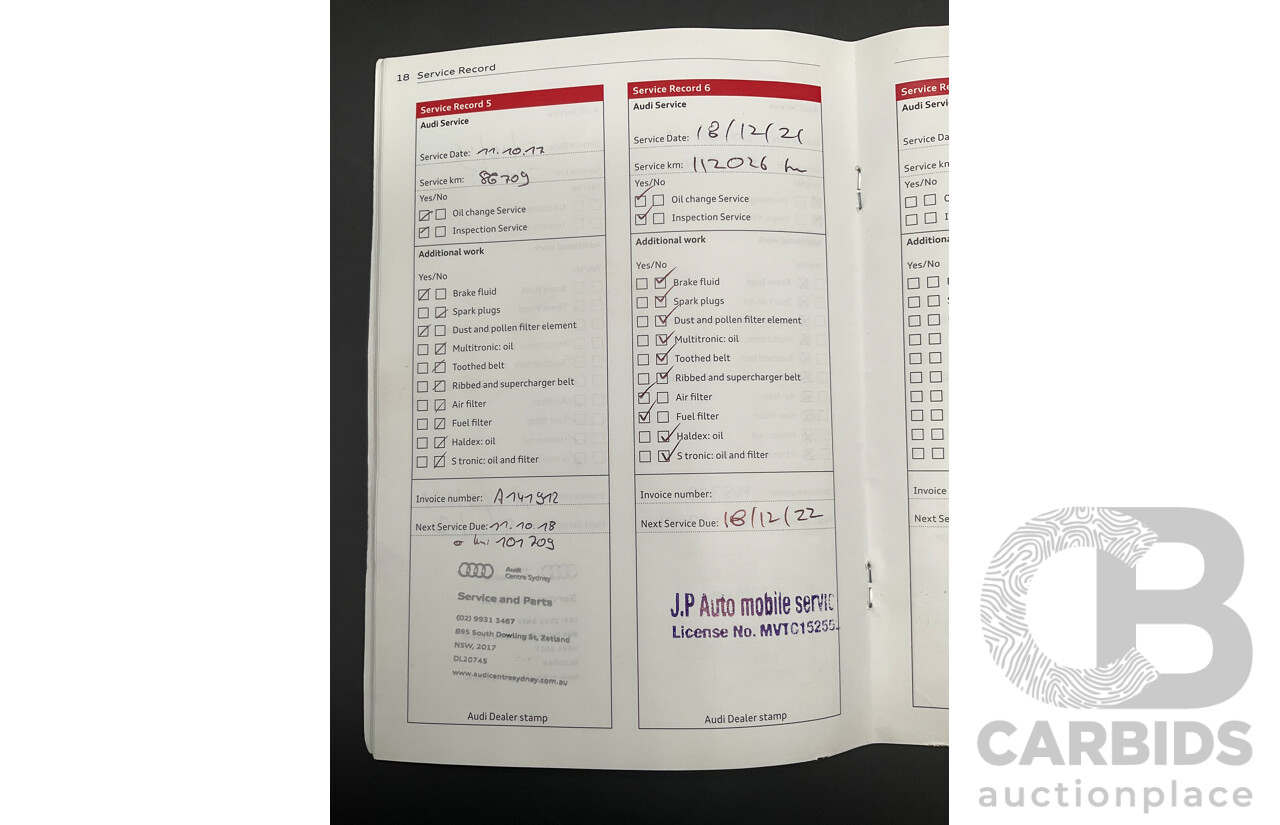 18 Service Record
Service Record 5
Audi Service
Service Date: 11.10.17
Service km: 86709
Yes/No
Oil change Service
Inspection Service
Additional work
Yes/No
Brake fluid
Spark plugs
Dust and pollen filter element
Multitronic: oil
Toothed belt
Ribbed and supercharger belt
Air filter
Fuel filter
Haldex: oil
S tronic: oil and filter
Invoice number: A141912
Next Service Due: 11.10.18
km: 101709
Audi
Centre Sydney
Service and Parts
(02) 9931 3467
895 South Dowling St, Zetland
NSW, 2017
DL20745
www.audicentresydney.com.au
Audi Dealer stamp
Service Record 6
Audi Service
Service Date: 18/12/21
Service km: 112026 km
Yes/No
Oil change Service
Inspection Service
Additional work
Yes/No
Brake fluid
Spark plugs
Dust and pollen filter element
Multitronic: oil
Toothed belt
Ribbed and supercharger belt
Air filter
Fuel filter
Haldex: oil
S tronic: oil and filter
Invoice number:
Next Service Due: 18/12/22
J.P Auto mobile servic
License No. MVTC15255
Audi Dealer stamp
Service Re
Audi Servi
Service Da
Service km
Yes/No
Additiona
Yes/No
Invoice
Next Se
CB
CARBIDS
auctionplace